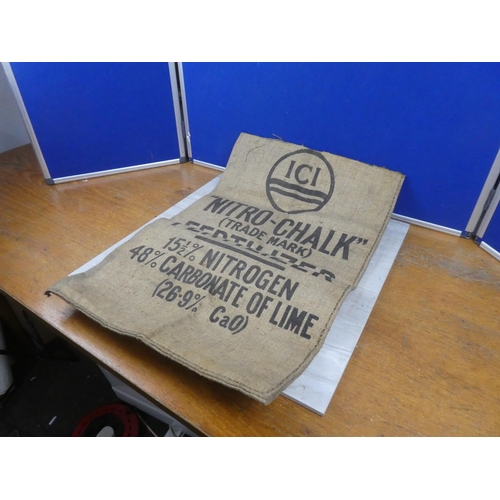 ICI
"NITRO-CHALK"
(TRADE MARK)
FERTILIZER
15½% NITROGEN
48% CARBONATE OF LIME
(26·9% CaO)